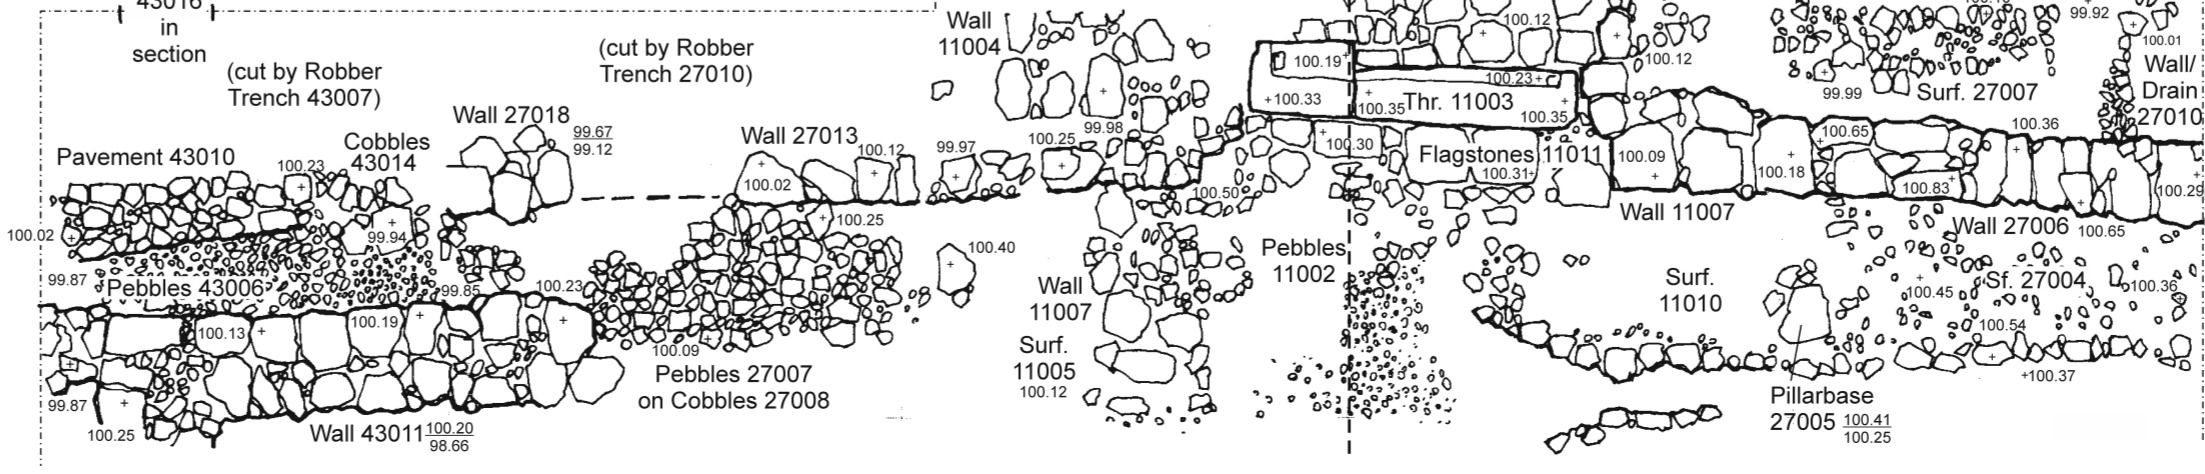 43016
in
section
(cut by Robber
Trench 43007)
(cut by Robber
Trench 27010)
Wall
11004
100.12
99.92
100.01
100.19
100.12
Wall/
Drain
27010
100.23
100.33
100.35
Thr. 11003
100.35
99.99
Surf. 27007
Wall 27018
99.67
99.12
Wall 27013
99.98
100.25
100.36
100.65
Cobbles
43014
Pavement 43010
100.23
100.12
99.97
100.30
Flagstones 11011
100.09
100.31
100.18
100.83
100.29
100.02
100.50
Wall 11007
100.25
Wall 27006
100.65
100.02
99.94
100.40
Pebbles
11002
99.87
Pebbles 43006
99.85
100.23
Wall
11007
Surf.
11010
100.45
Sf. 27004
100.36
100.13
100.19
100.54
100.09
Surf.
11005
100.12
Pebbles 27007
on Cobbles 27008
100.37
99.87
100.25
Wall 43011
100.20
98.66
Pillarbase
27005
100.41
100.25